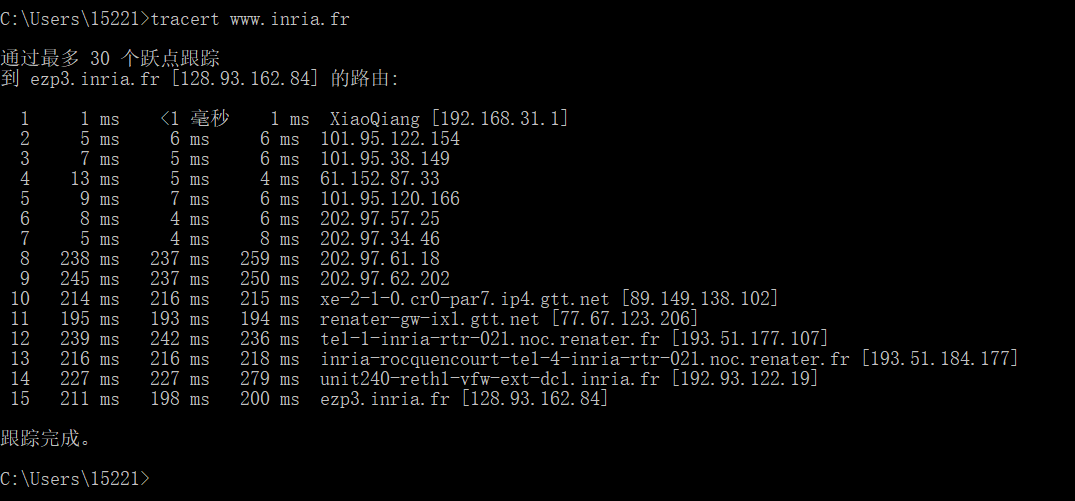 C:\Users\15221>tracert www.inria.fr
通过最多 30 个跃点跟踪
到 ezp3.inria.fr [128.93.162.84] 的路由:
1 1 ms <1 毫秒 1 ms XiaoQiang [192.168.31.1]
2 5 ms 6 ms 6 ms 101.95.122.154
3 7 ms 5 ms 6 ms 101.95.38.149
4 13 ms 5 ms 4 ms 61.152.87.33
5 9 ms 7 ms 6 ms 101.95.120.166
6 8 ms 4 ms 6 ms 202.97.57.25
7 5 ms 4 ms 8 ms 202.97.34.46
8 238 ms 237 ms 259 ms 202.97.61.18
9 245 ms 237 ms 250 ms 202.97.62.202
10 214 ms 216 ms 215 ms xe-2-1-0.cr0-par7.ip4.gtt.net [89.149.138.102]
11 195 ms 193 ms 194 ms renater-gw-ix1.gtt.net [77.67.123.206]
12 239 ms 242 ms 236 ms tel-1-inria-rtr-021.noc.renater.fr [193.51.177.107]
13 216 ms 216 ms 218 ms inria-rocquencourt-tel-4-inria-rtr-021.noc.renater.fr [193.51.184.177]
14 227 ms 227 ms 279 ms unit240-reth1-vfw-ext-dc1.inria.fr [192.93.122.19]
15 211 ms 198 ms 200 ms ezp3.inria.fr [128.93.162.84]
跟踪完成。
C:\Users\15221>